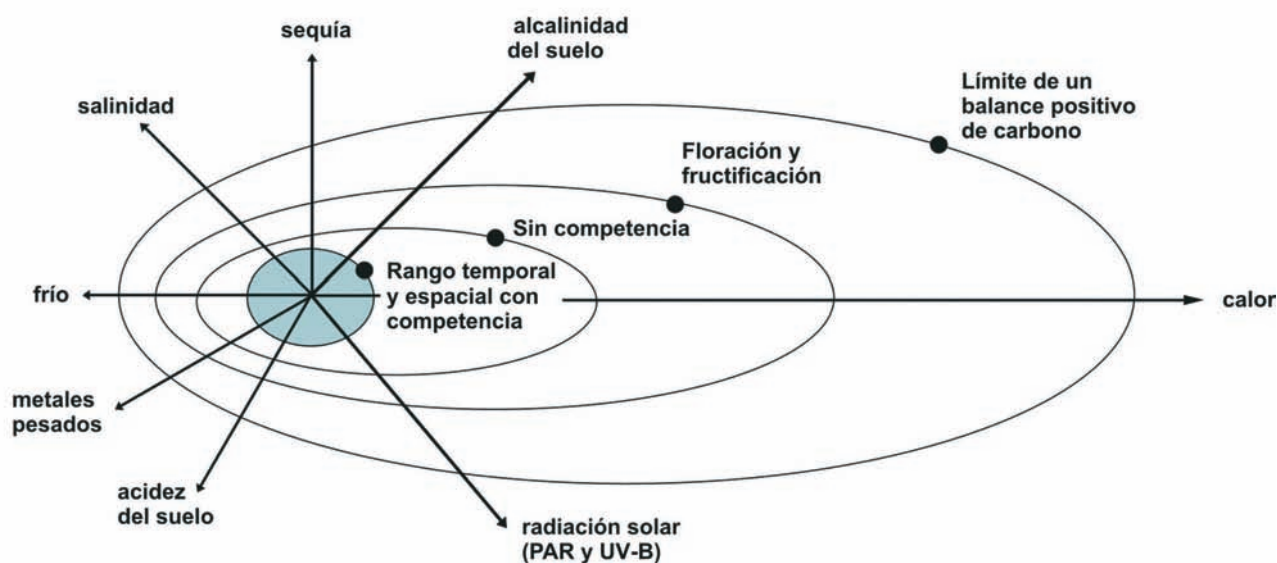 sequía
alcalinidad
del suelo
Límite de un
balance positivo
de carbono
salinidad
Floración y
fructificación
Sin competencia
Rango temporal
y espacial con
competencia
frío
calor
metales
pesados
acidez
del suelo
radiación solar
(PAR y UV-B)